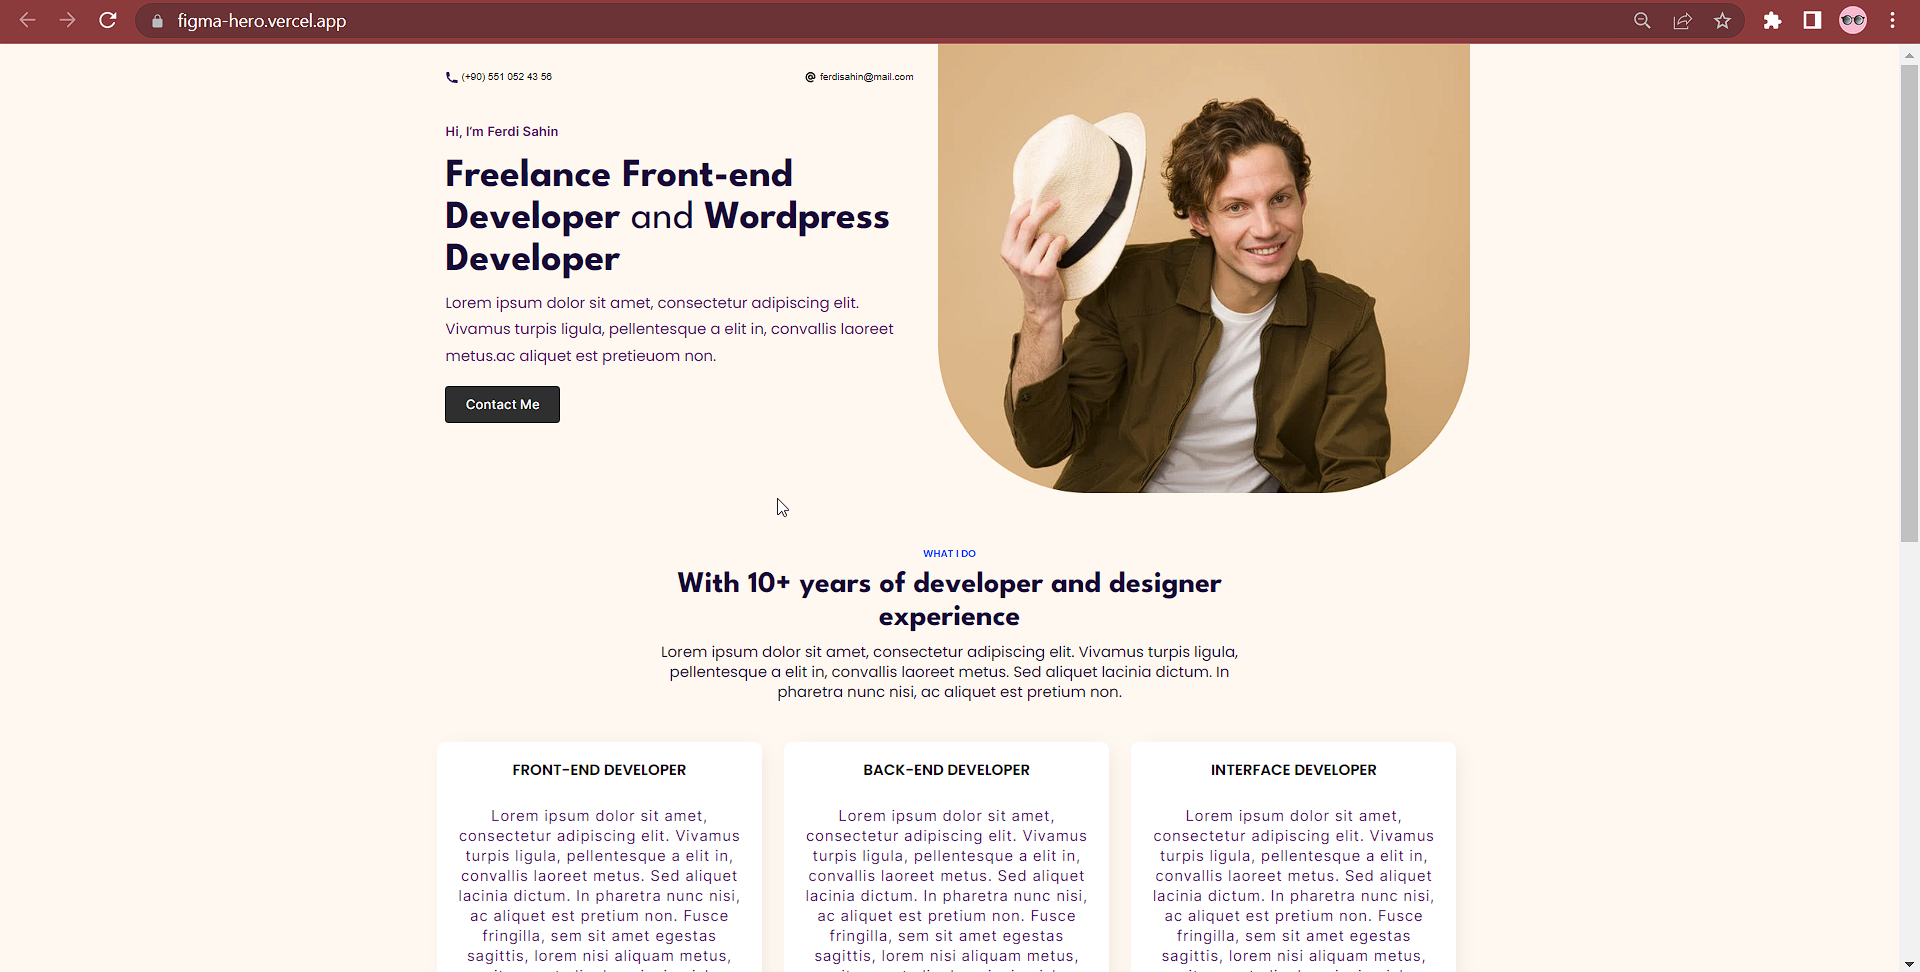 figma-hero.vercel.app
(+90) 551 052 43 56
ferdisahin@mail.com
Hi, I'm Ferdi Sahin
Freelance Front-end
Developer and Wordpress
Developer
Lorem ipsum dolor sit amet, consectetur adipiscing elit.
Vivamus turpis ligula, pellentesque a elit in, convallis laoreet
metus.ac aliquet est pretieuom non.
Contact Me
WHAT I DO
With 10+ years of developer and designer
experience
Lorem ipsum dolor sit amet, consectetur adipiscing elit. Vivamus turpis ligula,
pellentesque a elit in, convallis laoreet metus. Sed aliquet lacinia dictum. In
pharetra nunc nisi, ac aliquet est pretium non.
FRONT-END DEVELOPER
Lorem ipsum dolor sit amet,
consectetur adipiscing elit. Vivamus
turpis ligula, pellentesque a elit in,
convallis laoreet metus. Sed aliquet
lacinia dictum. In pharetra nunc nisi,
ac aliquet est pretium non. Fusce
fringilla, sem sit amet egestas
sagittis, lorem nisi aliquam metus,
BACK-END DEVELOPER
Lorem ipsum dolor sit amet,
consectetur adipiscing elit. Vivamus
turpis ligula, pellentesque a elit in,
convallis laoreet metus. Sed aliquet
lacinia dictum. In pharetra nunc nisi,
ac aliquet est pretium non. Fusce
fringilla, sem sit amet egestas
sagittis, lorem nisi aliquam metus,
INTERFACE DEVELOPER
Lorem ipsum dolor sit amet,
consectetur adipiscing elit. Vivamus
turpis ligula, pellentesque a elit in,
convallis laoreet metus. Sed aliquet
lacinia dictum. In pharetra nunc nisi,
ac aliquet est pretium non. Fusce
fringilla, sem sit amet egestas
sagittis, lorem nisi aliquam metus,